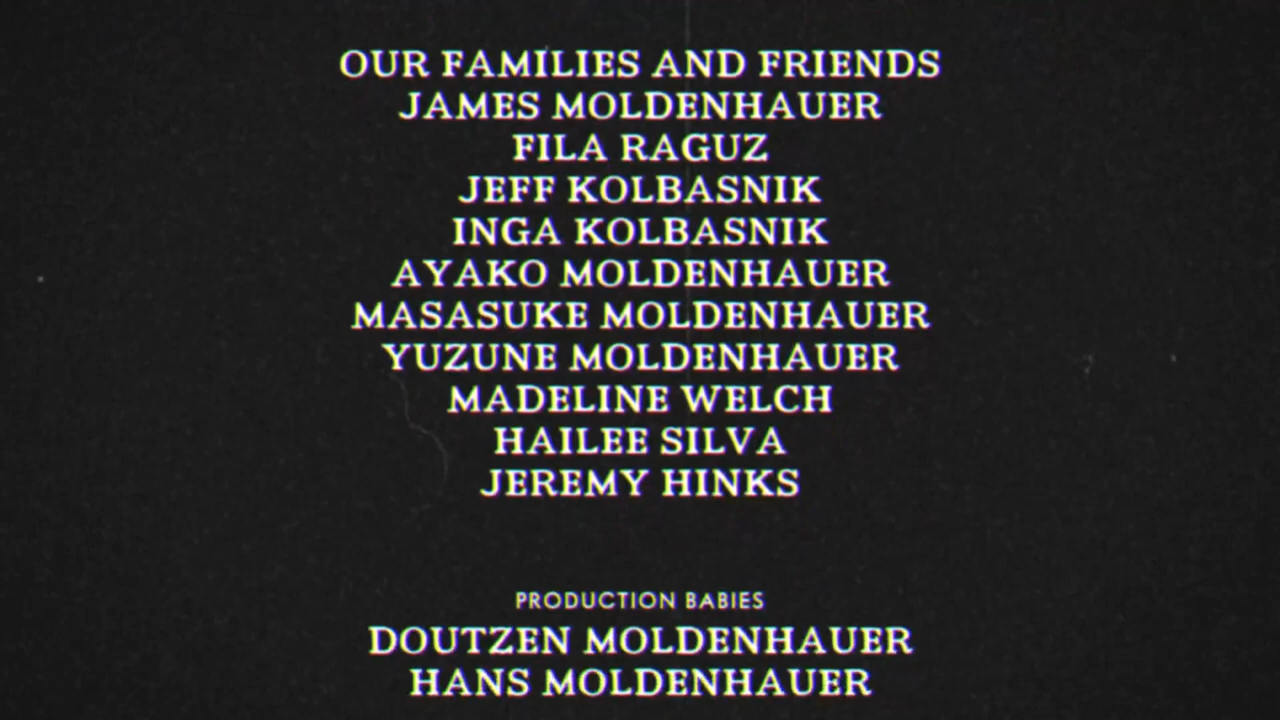 OUR FAMILIES AND FRIENDS
JAMES MOLDENHAUER
FILA RAGUZ
JEFF KOLBASNIK
INGA KOLBASNIK
AYAKO MOLDENHAUER
MASASUKE MOLDENHAUER
YUZUNE MOLDENHAUER
MADELINE WELCH
HAILEE SILVA
JEREMY HINKS
PRODUCTION BABIES
DOUTZEN MOLDENHAUER
HANS MOLDENHAUER